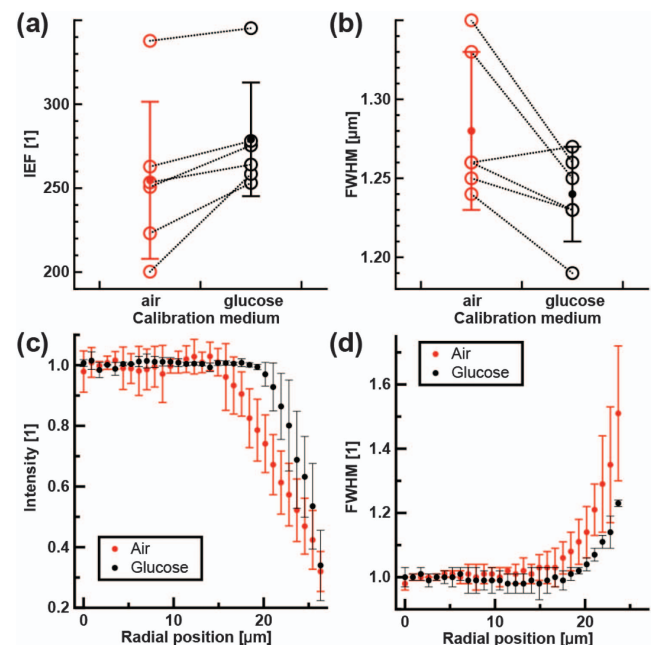 (a)
IEF [1]
300
250
200
air
glucose
Calibration medium
(b)
FWHM [µm]
1.30
1.25
1.20
air
glucose
Calibration medium
(c)
Intensity [1]
1.0
0.8
0.6
0.4
0.2
Air
Glucose
0
10
20
Radial position [µm]
(d)
FWHM [1]
1.6
1.4
1.2
1.0
Air
Glucose
0
10
20
Radial position [µm]